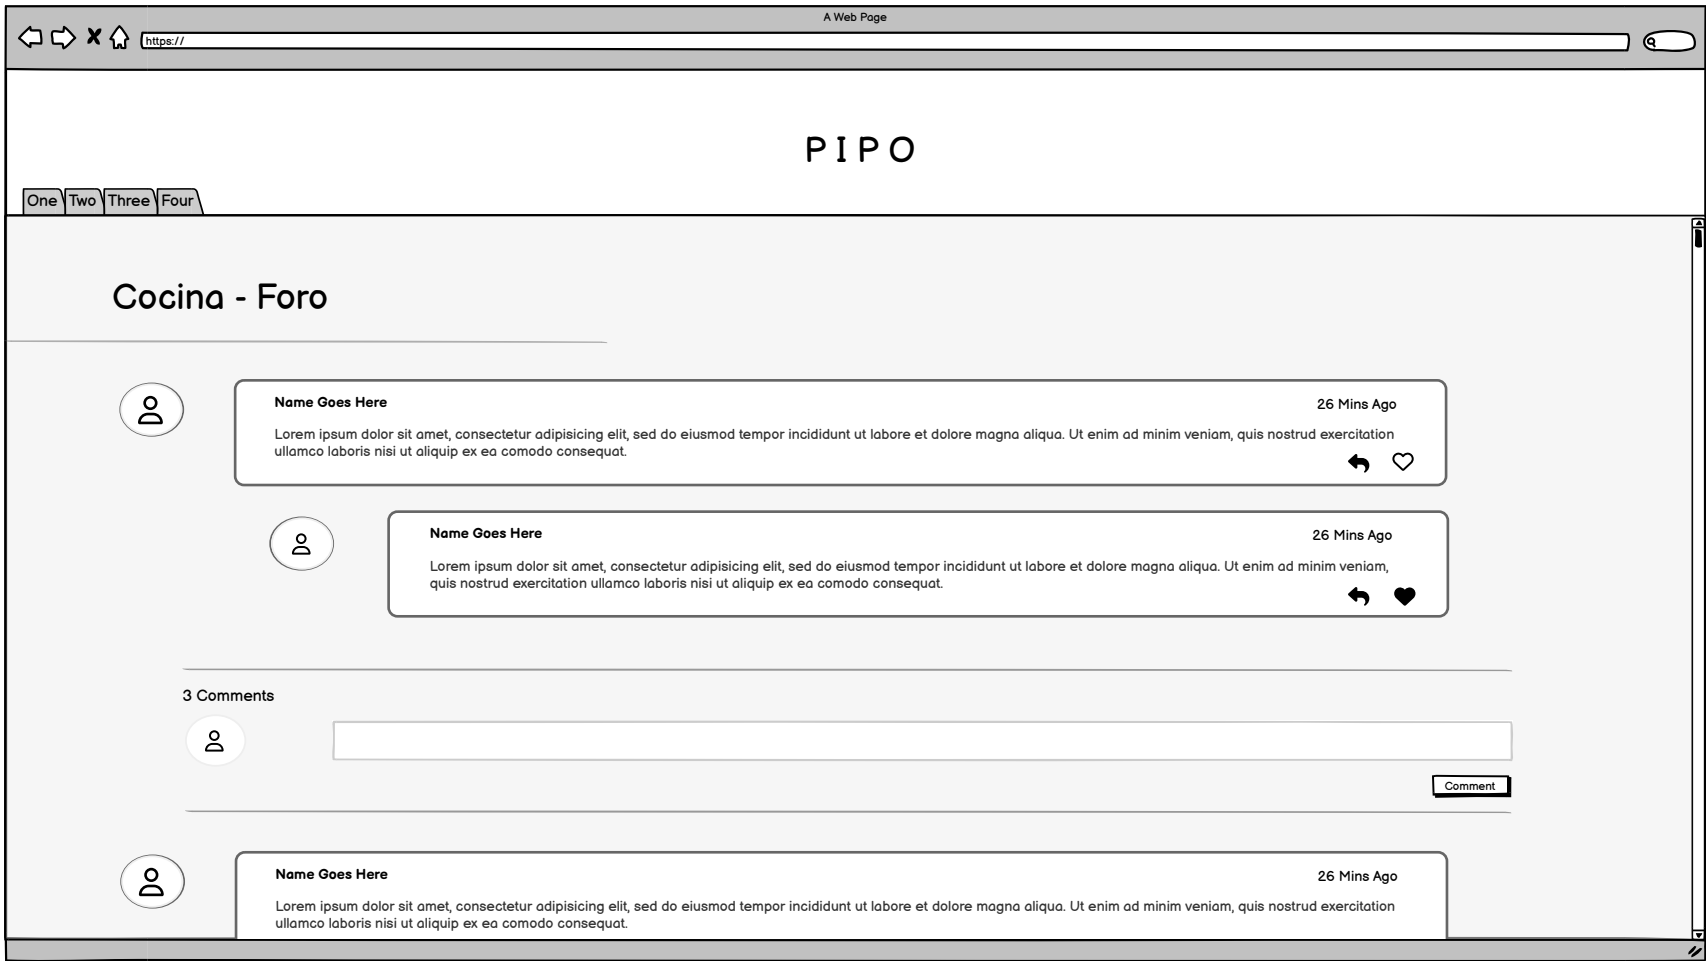 A Web Page
https://
PIPO
One Two Three Four
Cocina - Foro
Name Goes Here
26 Mins Ago
Lorem ipsum dolor sit amet, consectetur adipisicing elit, sed do eiusmod tempor incididunt ut labore et dolore magna aliqua. Ut enim ad minim veniam, quis nostrud exercitation
ullamco laboris nisi ut aliquip ex ea comodo consequat.
Name Goes Here
26 Mins Ago
Lorem ipsum dolor sit amet, consectetur adipisicing elit, sed do eiusmod tempor incididunt ut labore et dolore magna aliqua. Ut enim ad minim veniam,
quis nostrud exercitation ullamco laboris nisi ut aliquip ex ea comodo consequat.
3 Comments
Comment
Name Goes Here
26 Mins Ago
Lorem ipsum dolor sit amet, consectetur adipisicing elit, sed do eiusmod tempor incididunt ut labore et dolore magna aliqua. Ut enim ad minim veniam, quis nostrud exercitation
ullamco laboris nisi ut aliquip ex ea comodo consequat.